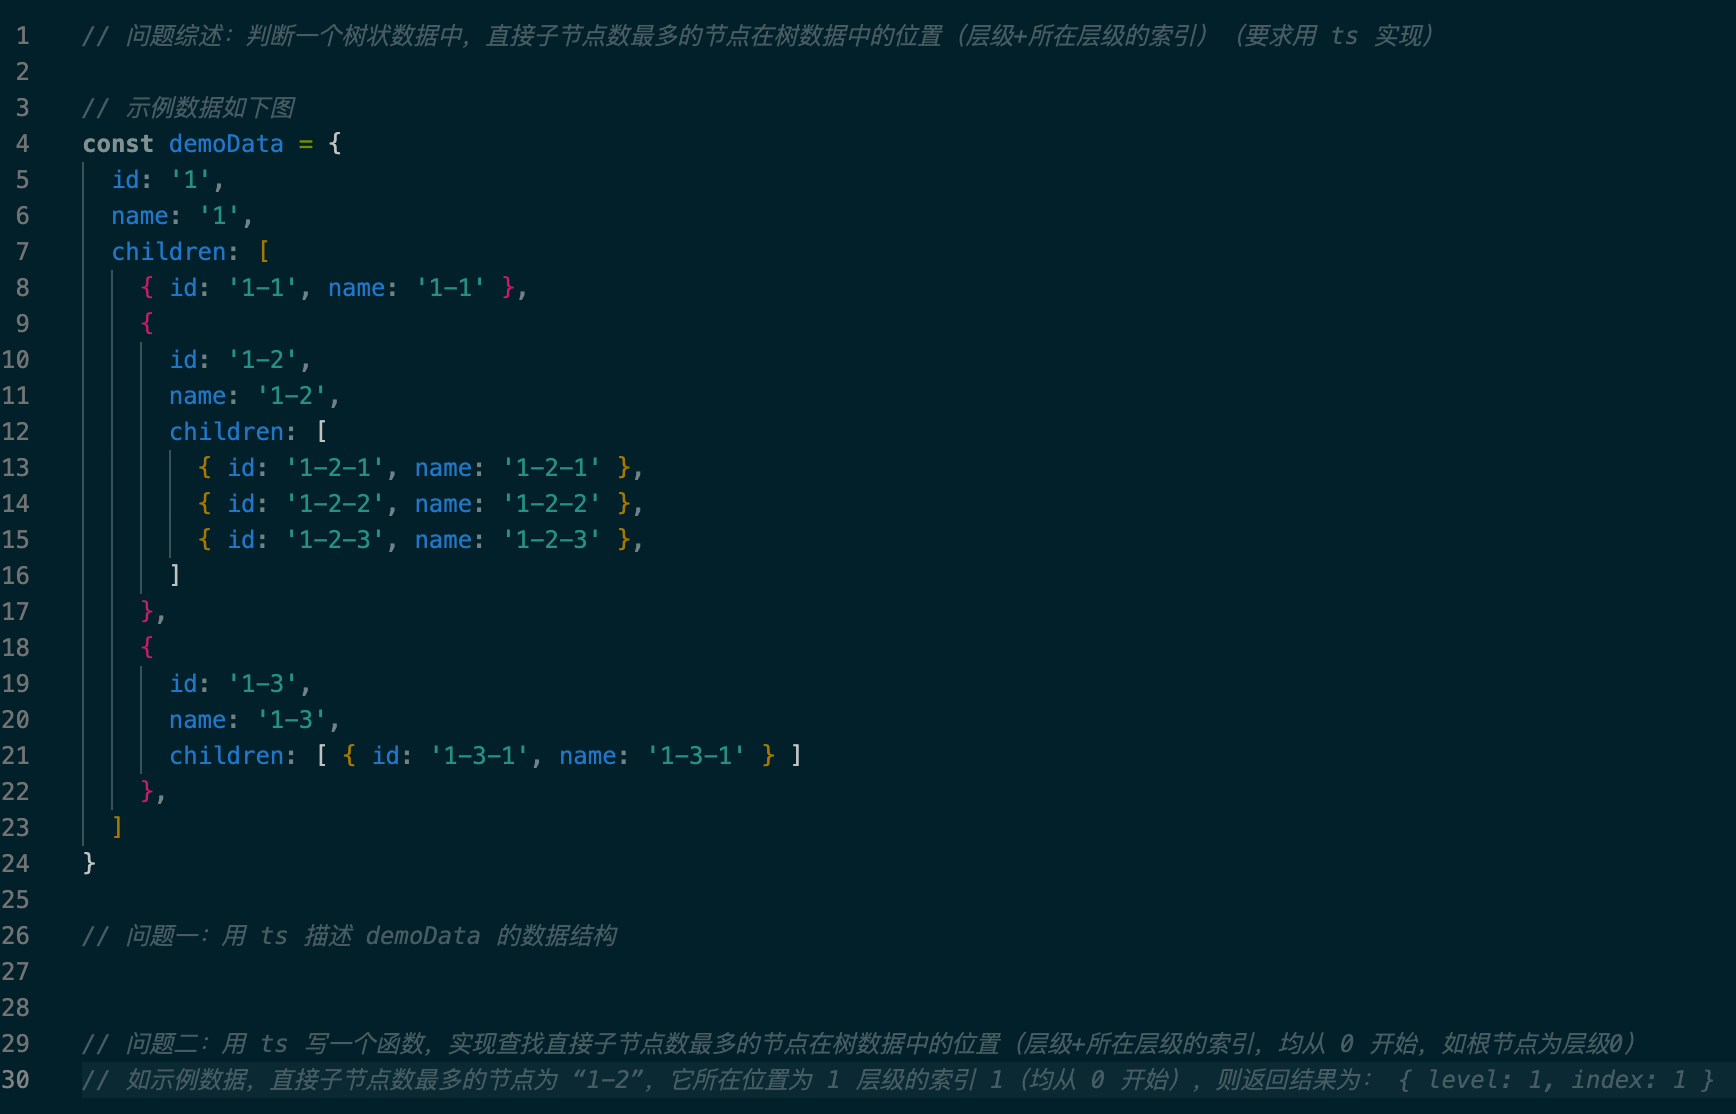 1 // 问题综述：判断一个树状数据中，直接子节点数最多的节点在树数据中的位置（层级+所在层级的索引）（要求用 ts 实现）
2
3 // 示例数据如下图
4 const demoData = {
5 id: '1',
6 name: '1',
7 children: [
8 { id: '1-1', name: '1-1' },
9 {
10 id: '1-2',
11 name: '1-2',
12 children: [
13 { id: '1-2-1', name: '1-2-1' },
14 { id: '1-2-2', name: '1-2-2' },
15 { id: '1-2-3', name: '1-2-3' },
16 ]
17 },
18 {
19 id: '1-3',
20 name: '1-3',
21 children: [ { id: '1-3-1', name: '1-3-1' } ]
22 },
23 ]
24 }
25
26 // 问题一：用 ts 描述 demoData 的数据结构
27
28
29 // 问题二：用 ts 写一个函数，实现查找直接子节点数最多的节点在树数据中的位置（层级+所在层级的索引，均从 0 开始，如根节点为层级0）
30 // 如示例数据，直接子节点数最多的节点为 “1-2”，它所在位置为 1 层级的索引 1（均从 0 开始），则返回结果为： { level: 1, index: 1 }